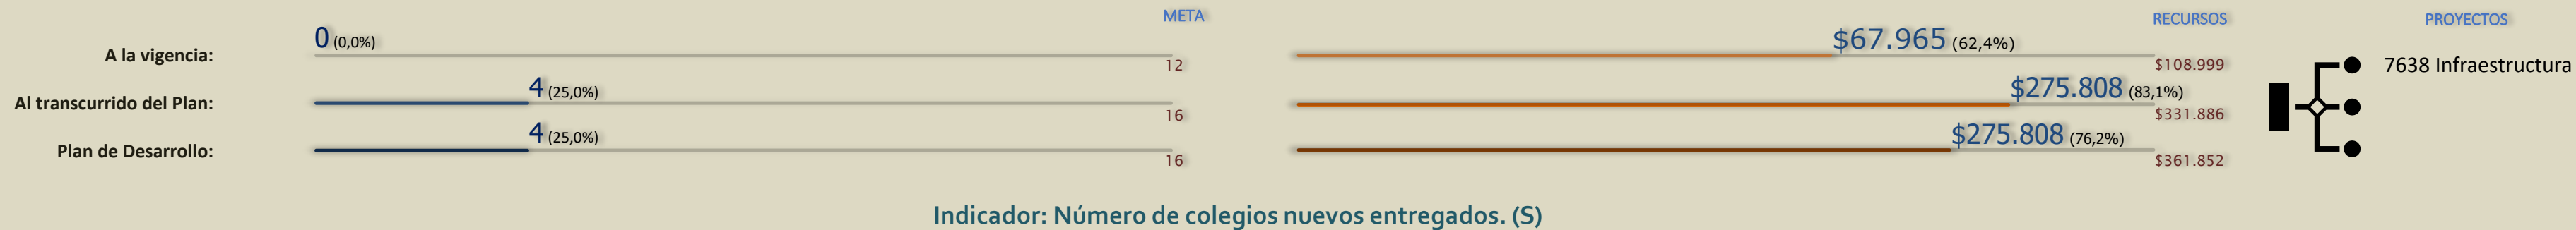 META
RECURSOS
PROYECTOS
A la vigencia:
0 (0,0%)
12
$67.965 (62,4%)
$108.999
7638 Infraestructura
Al transcurrido del Plan:
4 (25,0%)
16
$275.808 (83,1%)
$331.886
Plan de Desarrollo:
4 (25,0%)
16
$275.808 (76,2%)
$361.852
Indicador: Número de colegios nuevos entregados. (S)